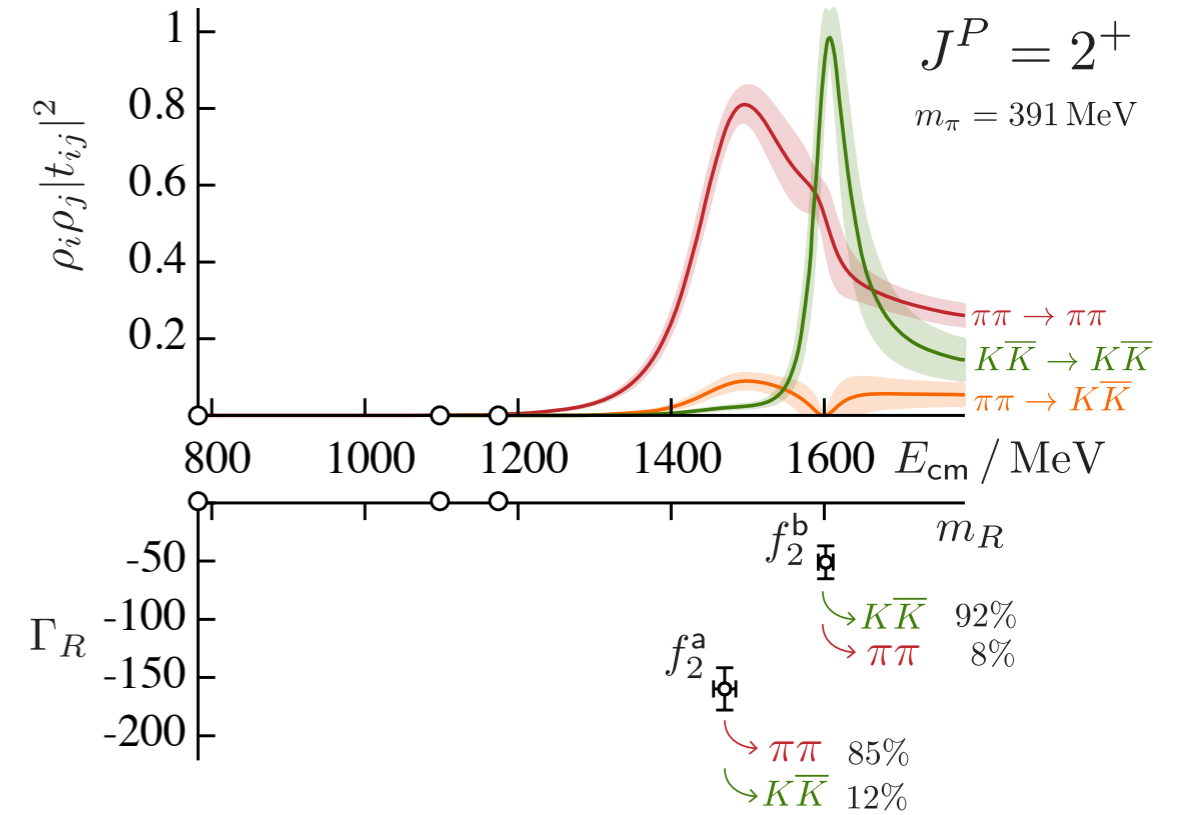 1
J^P = 2^+
m_π = 391 MeV
0.8
ρ_iρ_j|t_ij|^2
0.6
0.4
ππ → ππ
0.2
KK̅ → KK̅
ππ → KK̅
800 1000 1200 1400 1600 E_cm / MeV
m_R
f_2^b
-50
-100
KK̅ 92%
Γ_R
ππ 8%
f_2^a
-150
-200
ππ 85%
KK̅ 12%